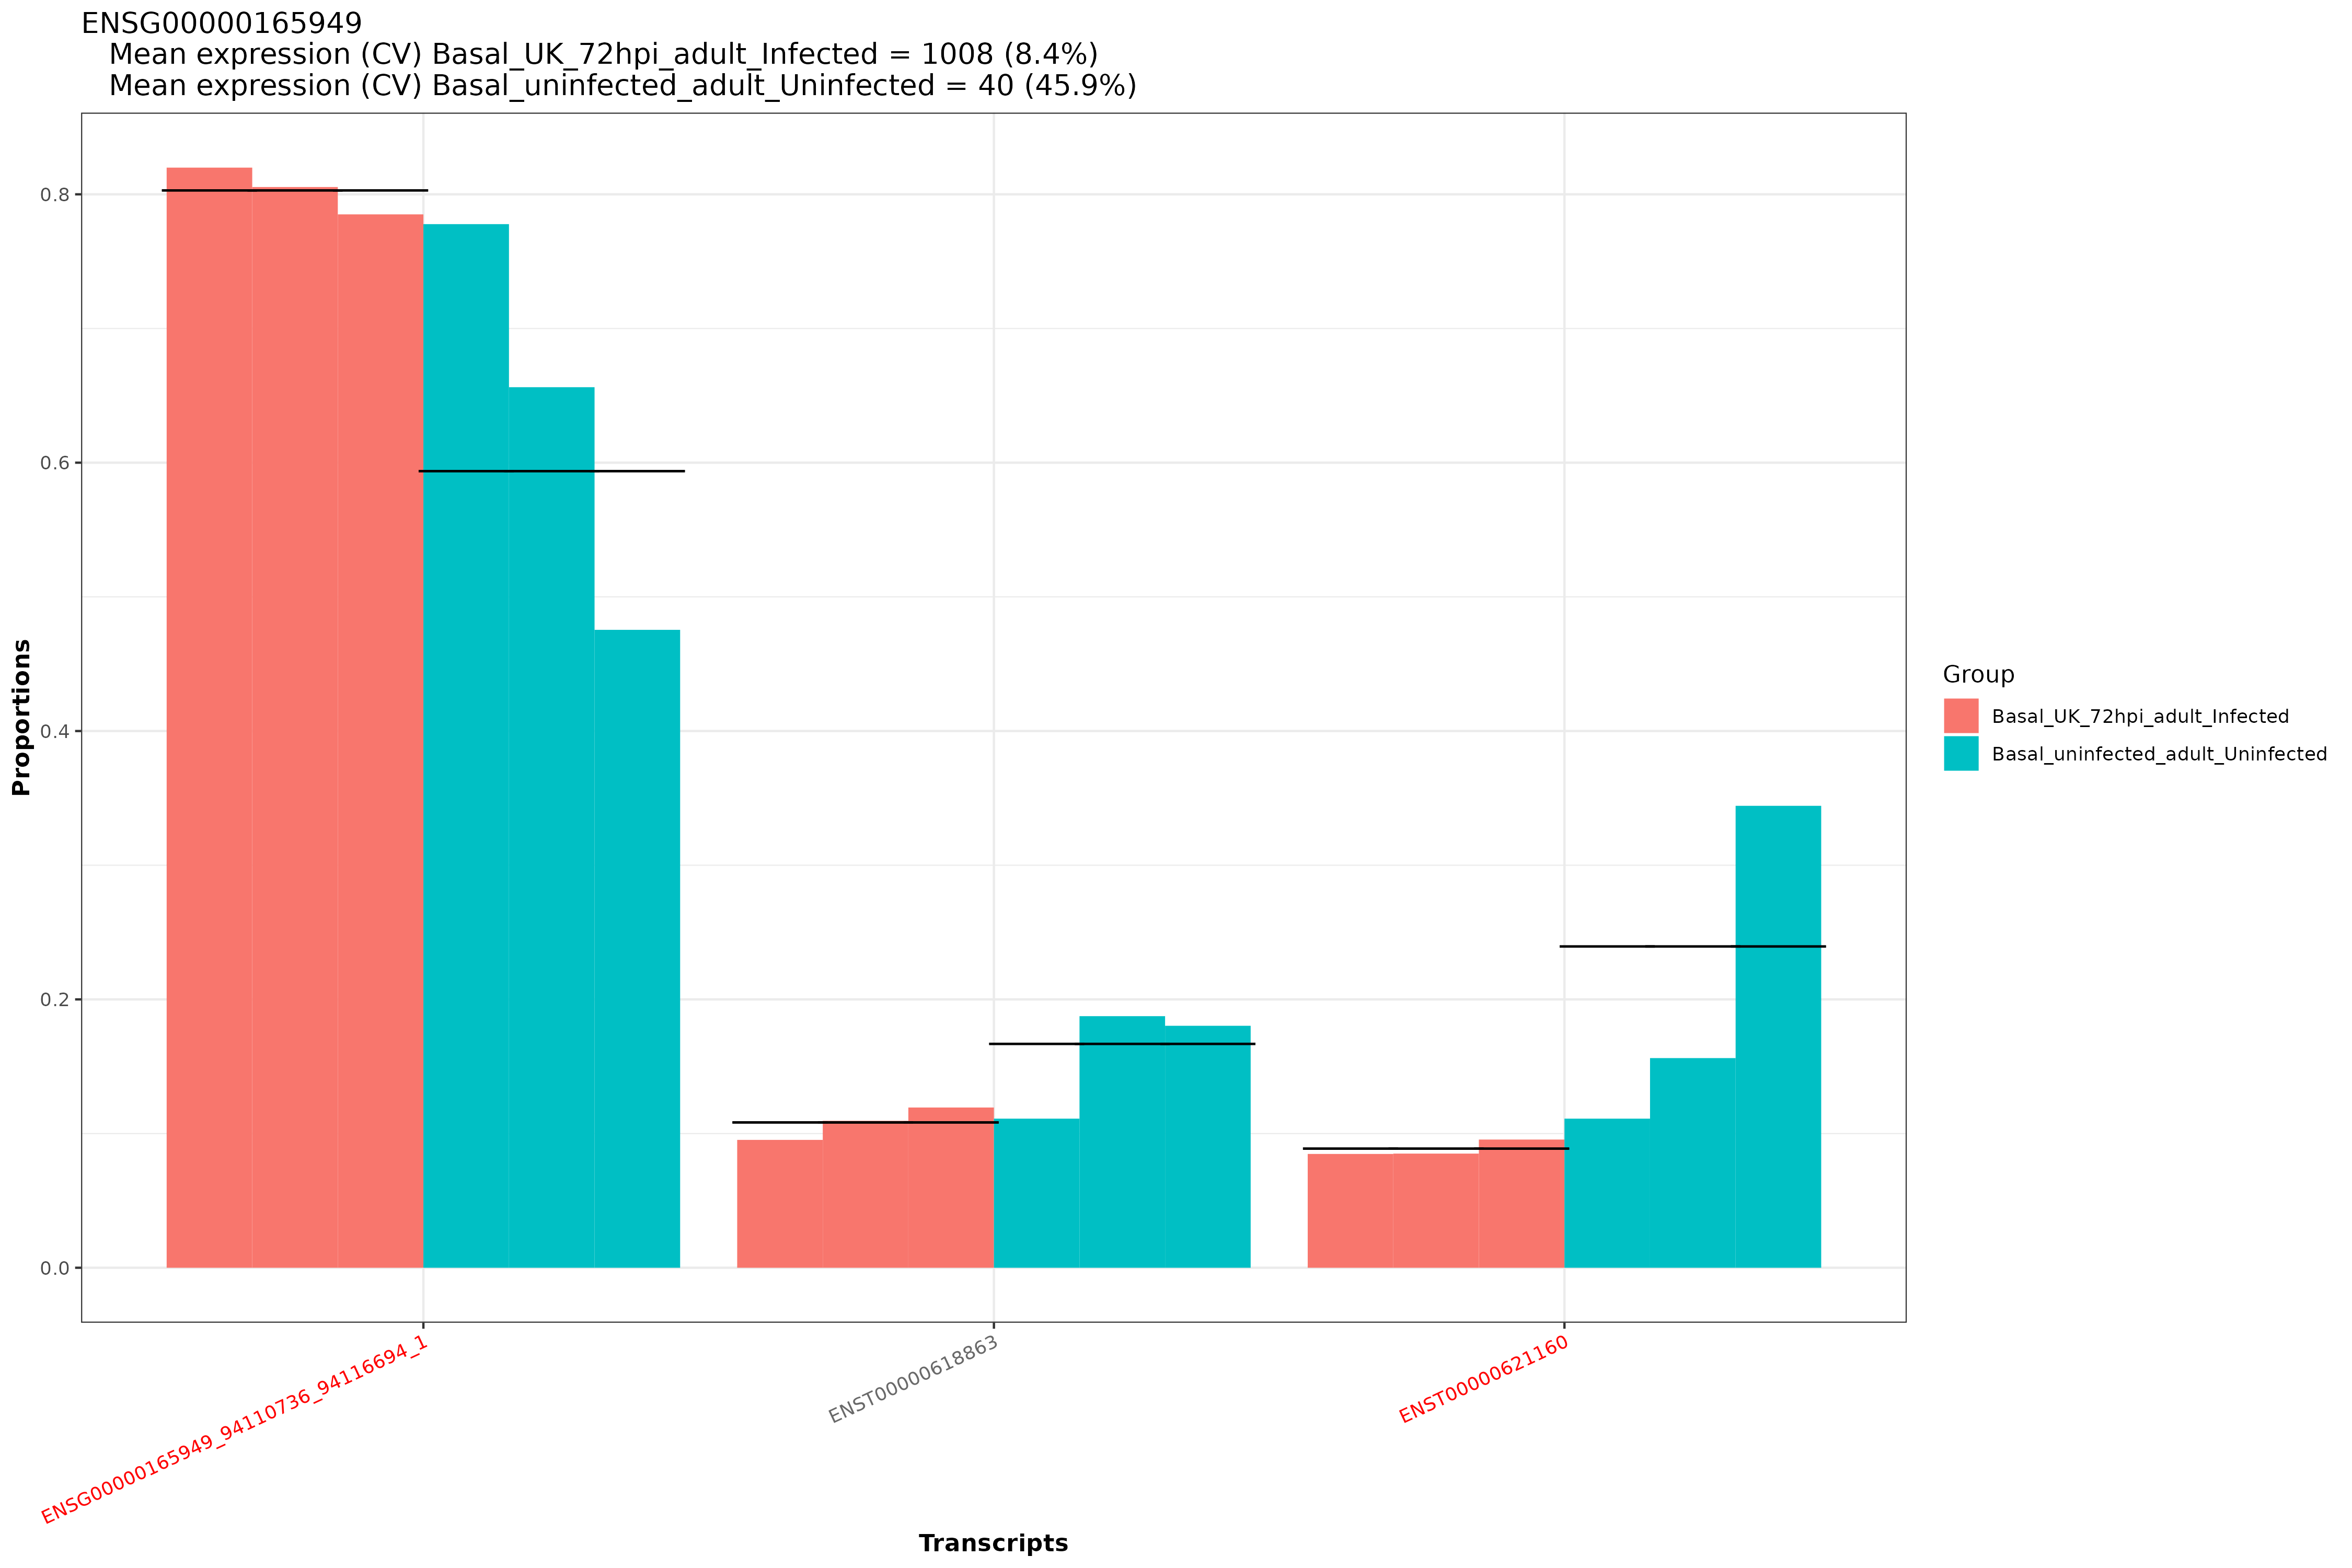 ENSG00000165949
Mean expression (CV) Basal_UK_72hpi_adult_Infected = 1008 (8.4%)
Mean expression (CV) Basal_uninfected_adult_Uninfected = 40 (45.9%)
Proportions
0.8
0.6
0.4
0.2
0.0
Group
Basal_UK_72hpi_adult_Infected
Basal_uninfected_adult_Uninfected
ENSG00000165949_94110736_94116694_1
ENST00000618863
ENST00000621160
Transcripts